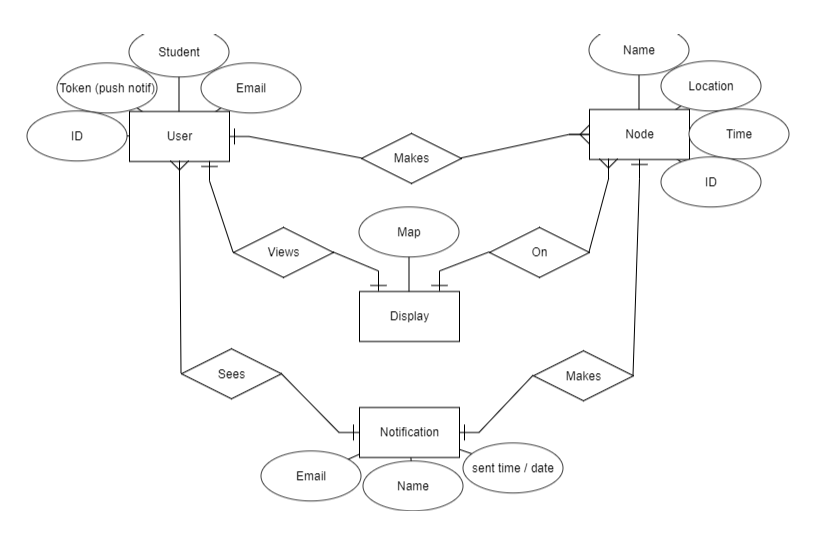 Student
Name
Token (push notif)
Email
Location
ID
User
Node
Time
Makes
ID
Map
Views
On
Display
Sees
Makes
Notification
Email
Name
sent time / date